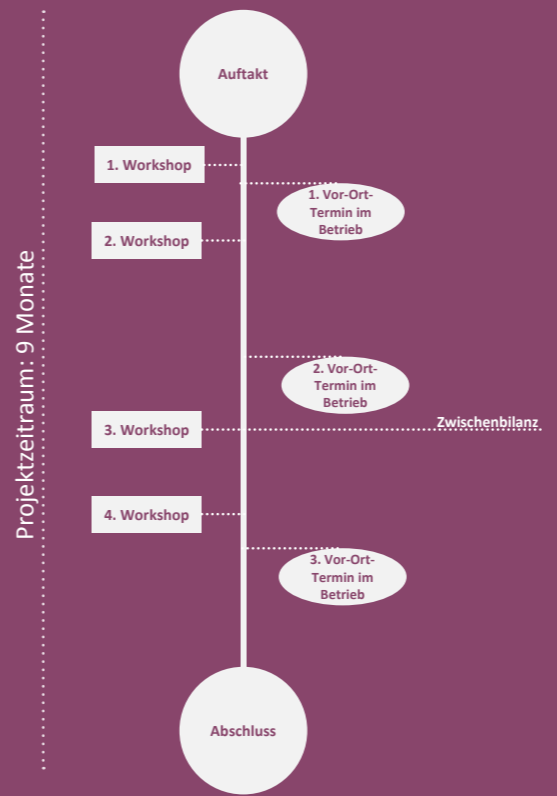 Projektzeitraum: 9 Monate
Auftakt
1. Workshop
1. Vor-Ort-
Termin im
Betrieb
2. Workshop
2. Vor-Ort-
Termin im
Betrieb
3. Workshop
Zwischenbilanz
4. Workshop
3. Vor-Ort-
Termin im
Betrieb
Abschluss